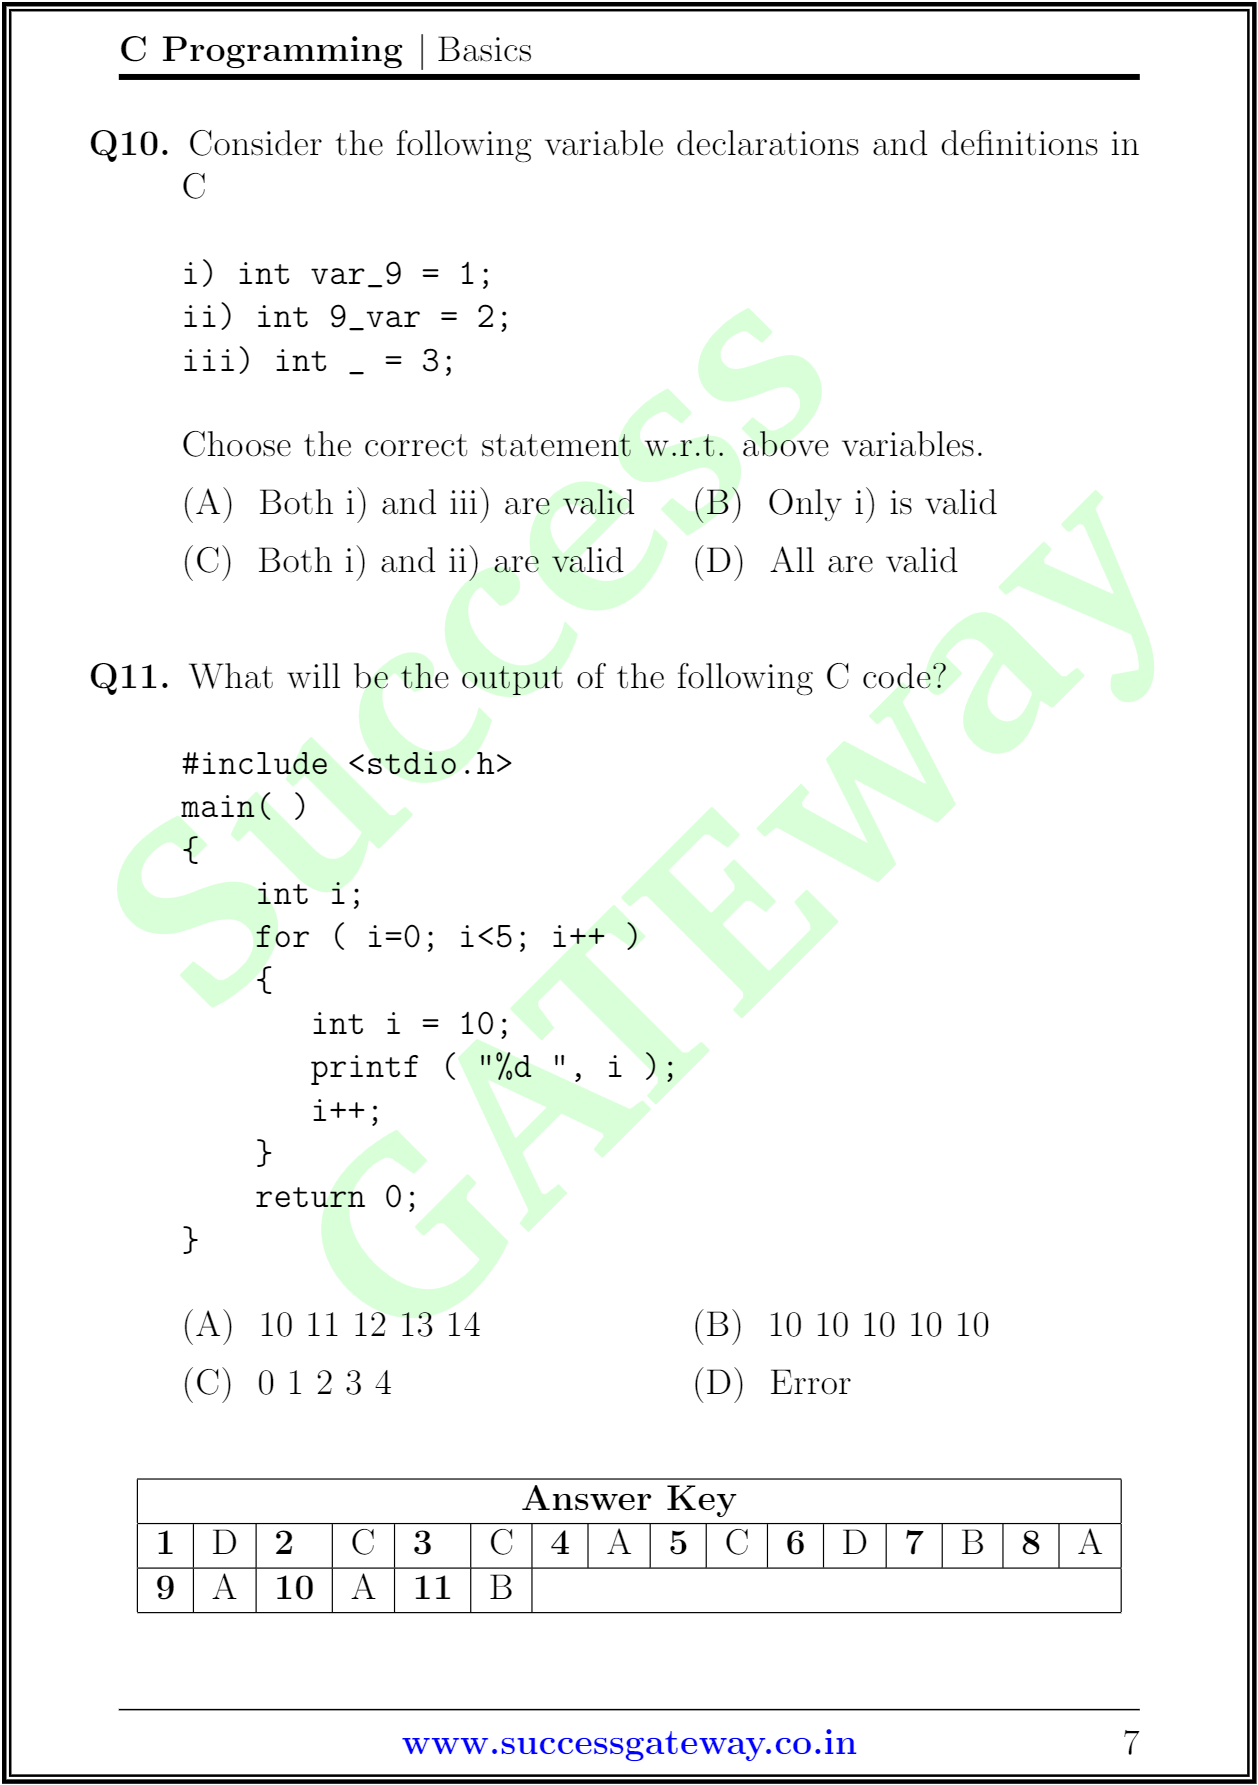 C Programming | Basics
Q10. Consider the following variable declarations and definitions in
C
i) int var_9 = 1;
ii) int 9_var = 2;
iii) int _ = 3;
Choose the correct statement w.r.t. above variables.
(A) Both i) and iii) are valid (B) Only i) is valid
(C) Both i) and ii) are valid (D) All are valid
Q11. What will be the output of the following C code?
#include <stdio.h>
main( )
{
int i;
for ( i=0; i<5; i++ )
{
int i = 10;
printf ( "%d ", i );
i++;
}
return 0;
}
(A) 10 11 12 13 14 (B) 10 10 10 10 10
(C) 0 1 2 3 4 (D) Error
Answer Key
1 D 2 C 3 C 4 A 5 C 6 D 7 B 8 A
9 A 10 A 11 B
www.successgateway.co.in 7
Success
GATEway